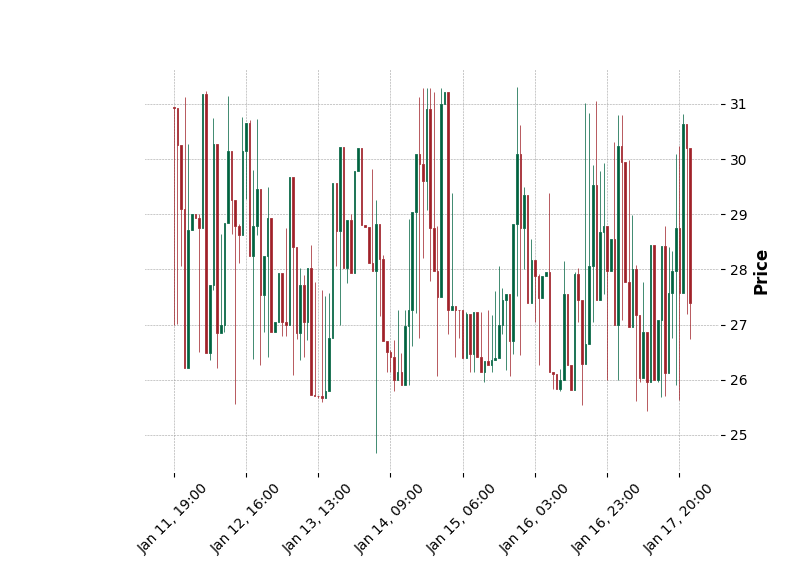 31
30
29
28
27
26
25
Price
Jan 11, 19:00
Jan 12, 16:00
Jan 13, 13:00
Jan 14, 09:00
Jan 15, 06:00
Jan 16, 03:00
Jan 16, 23:00
Jan 17, 20:00